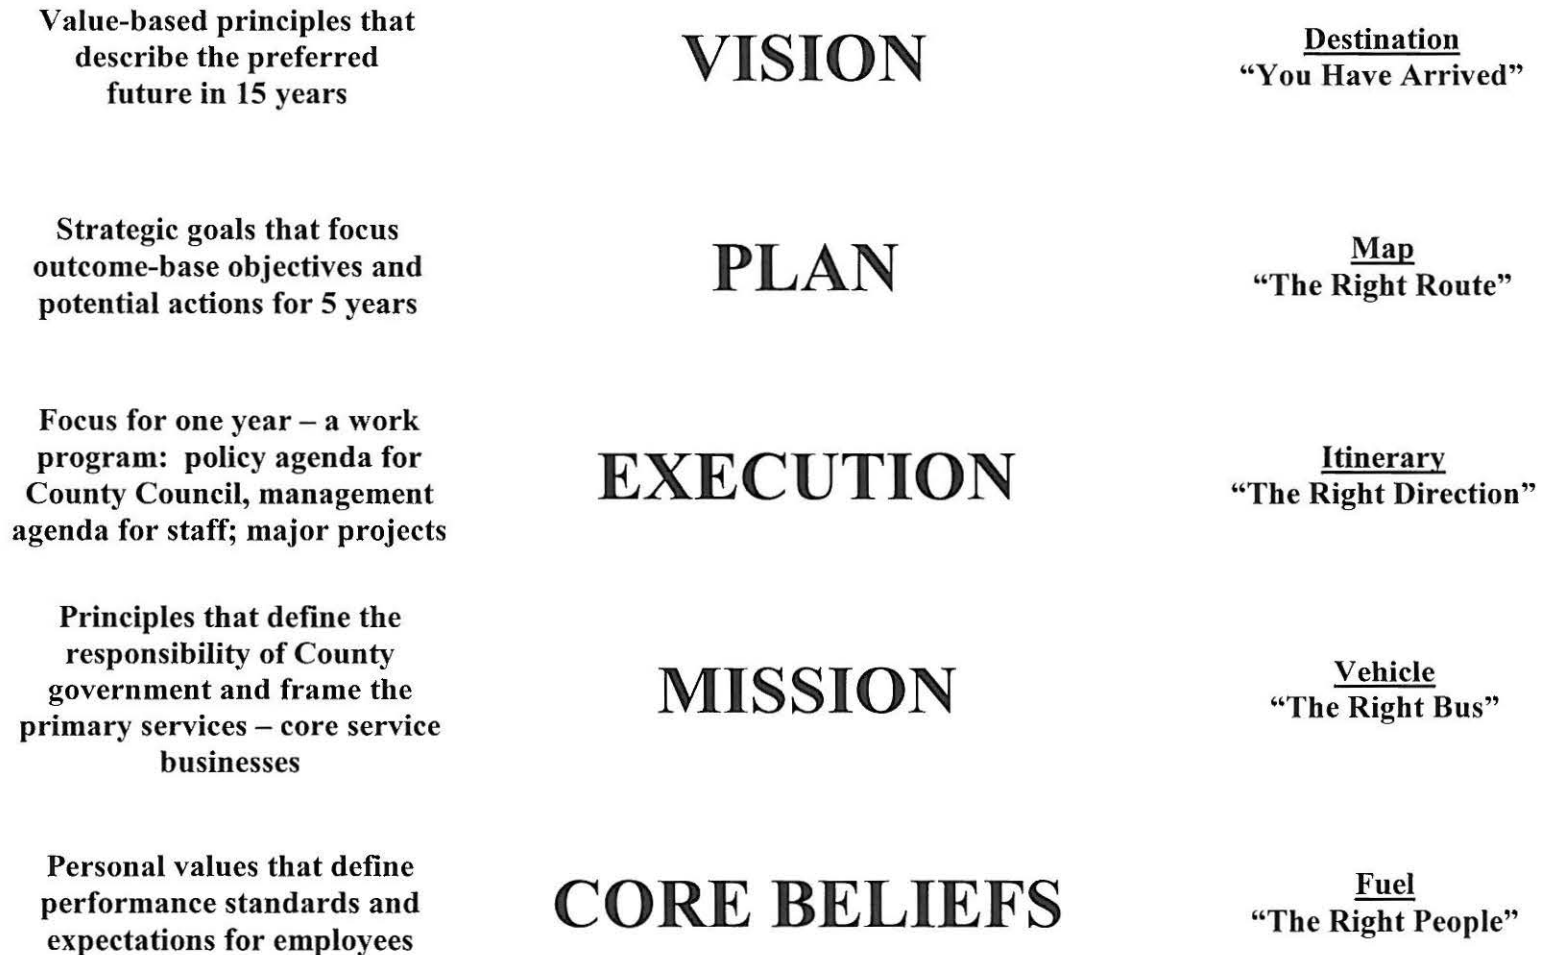 Value-based principles that
describe the preferred
future in 15 years
VISION
Destination
“You Have Arrived”
Strategic goals that focus
outcome-base objectives and
potential actions for 5 years
PLAN
Map
“The Right Route”
Focus for one year – a work
program:  policy agenda for
County Council, management
agenda for staff; major projects
EXECUTION
Itinerary
“The Right Direction”
Principles that define the
responsibility of County
government and frame the
primary services – core service
businesses
MISSION
Vehicle
“The Right Bus”
Personal values that define
performance standards and
expectations for employees
CORE BELIEFS
Fuel
“The Right People”